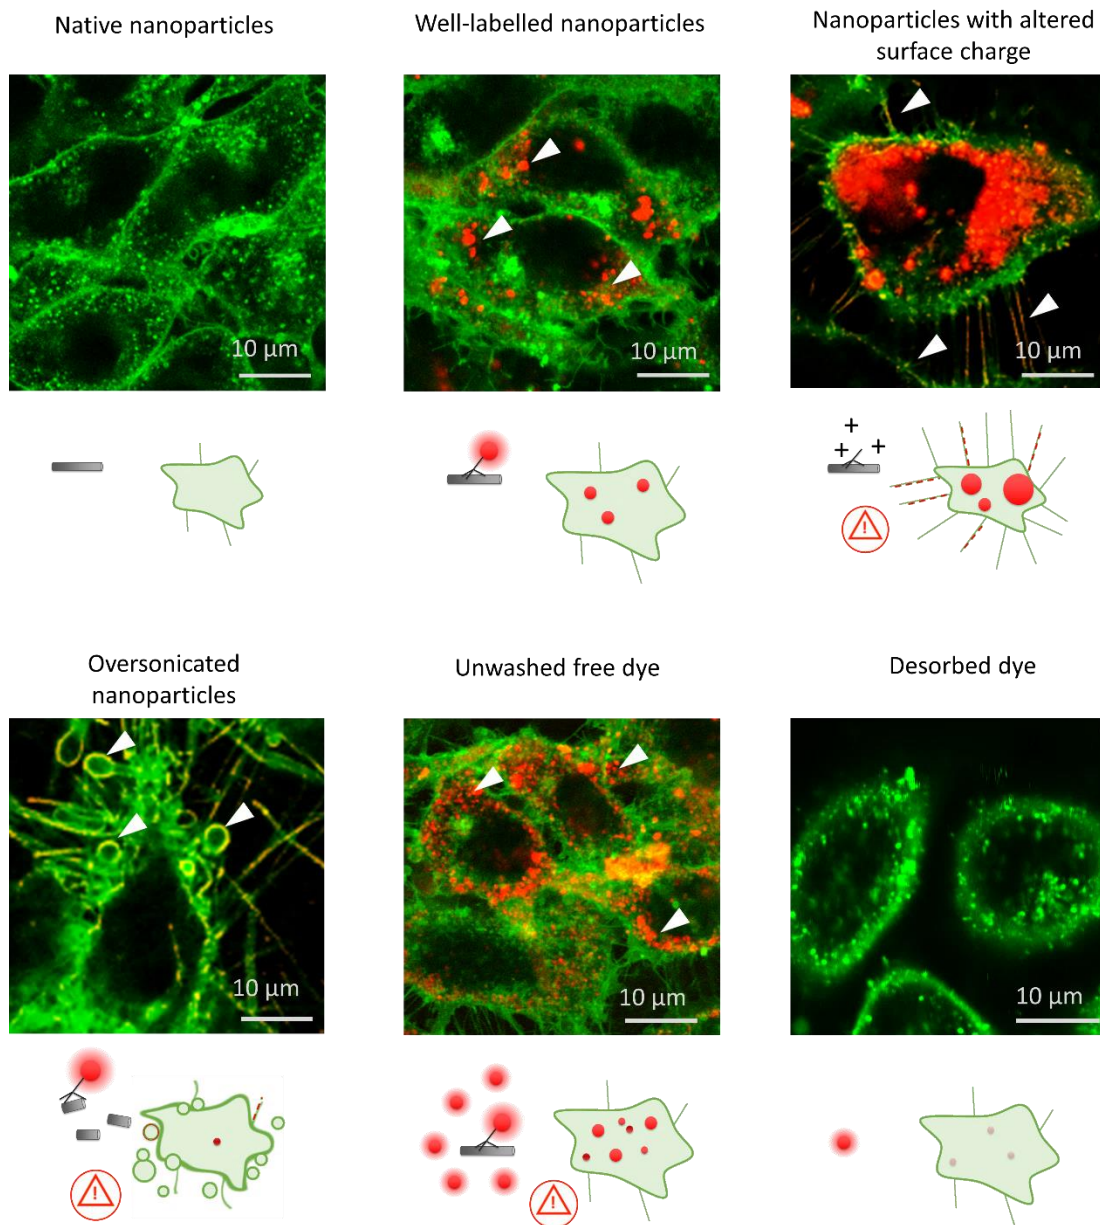 Native nanoparticles
Well-labelled nanoparticles
Nanoparticles with altered
surface charge
10 µm
10 µm
10 µm
+
+ +
!
Oversonicated
nanoparticles
Unwashed free dye
Desorbed dye
10 µm
10 µm
10 µm
!
!